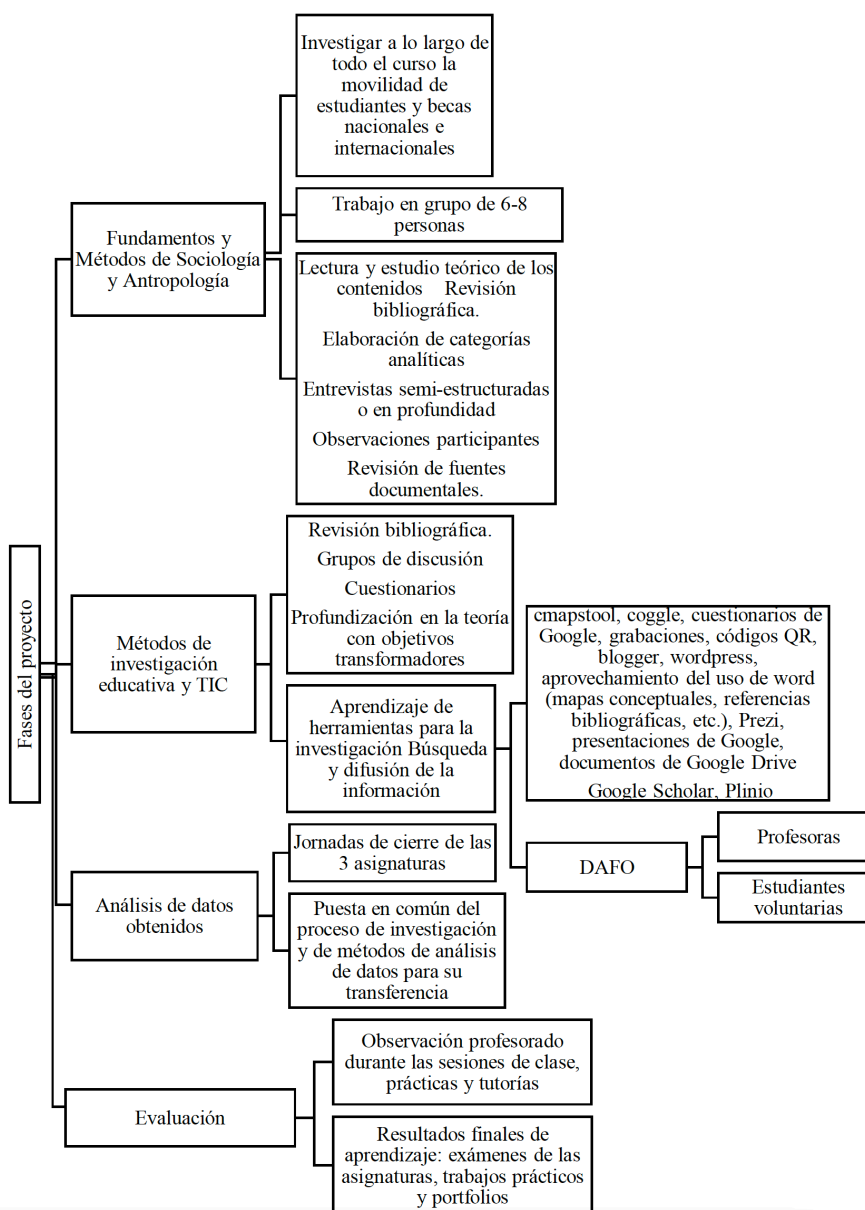 Fases del proyecto
Fundamentos y
Métodos de Sociología
y Antropología
Investigar a lo largo de
todo el curso la
movilidad de
estudiantes y becas
nacionales e
internacionales
Trabajo en grupo de 6-8
personas
Lectura y estudio teórico de los
contenidos Revisión
bibliográfica.
Elaboración de categorías
analíticas
Entrevistas semi-estructuradas
o en profundidad
Observaciones participantes
Revisión de fuentes
documentales.
Métodos de
investigación
educativa y TIC
Revisión bibliográfica.
Grupos de discusión
Cuestionarios
Profundización en la teoría
con objetivos
transformadores
Aprendizaje de
herramientas para la
investigación Búsqueda
y difusión de la
información
cmapstool, coggle, cuestionarios de
Google, grabaciones, códigos QR,
blogger, wordpress,
aprovechamiento del uso de word
(mapas conceptuales, referencias
bibliográficas, etc.), Prezi,
presentaciones de Google,
documentos de Google Drive
Google Scholar, Plinio
DAFO
Profesoras
Estudiantes
voluntarias
Análisis de datos
obtenidos
Jornadas de cierre de las
3 asignaturas
Puesta en común del
proceso de investigación
y de métodos de análisis
de datos para su
transferencia
Evaluación
Observación profesorado
durante las sesiones de clase,
prácticas y tutorías
Resultados finales de
aprendizaje: exámenes de las
asignaturas, trabajos prácticos
y portfolios